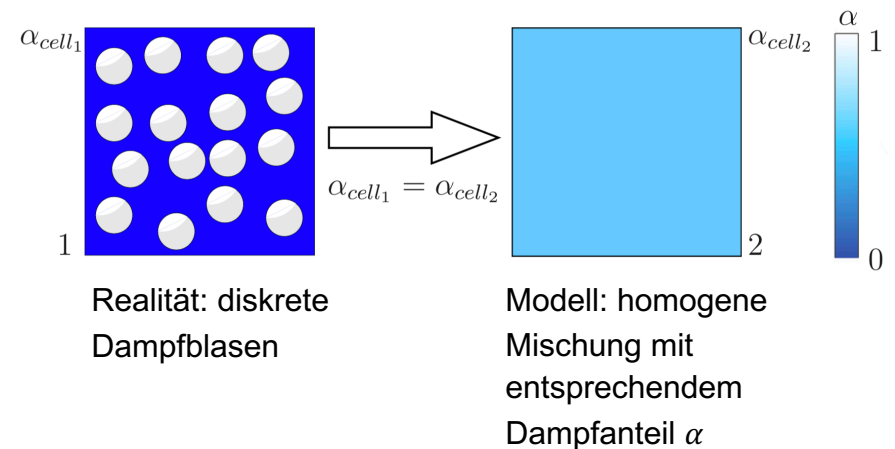 α_{cell_1}
1
α_{cell_1} = α_{cell_2}
α_{cell_2}
2
α
1
0
Realität: diskrete
Dampfblasen
Modell: homogene
Mischung mit
entsprechendem
Dampfanteil α